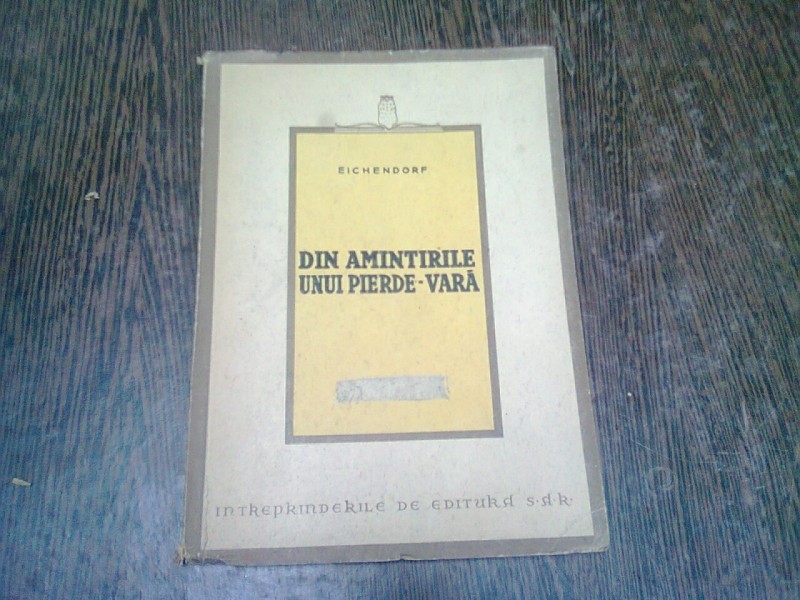 EICHENDORF
DIN AMINTIRILE
UNUI PIERDE-VARĂ
INTREPRINDERILE DE EDITURĂ S·A·R·